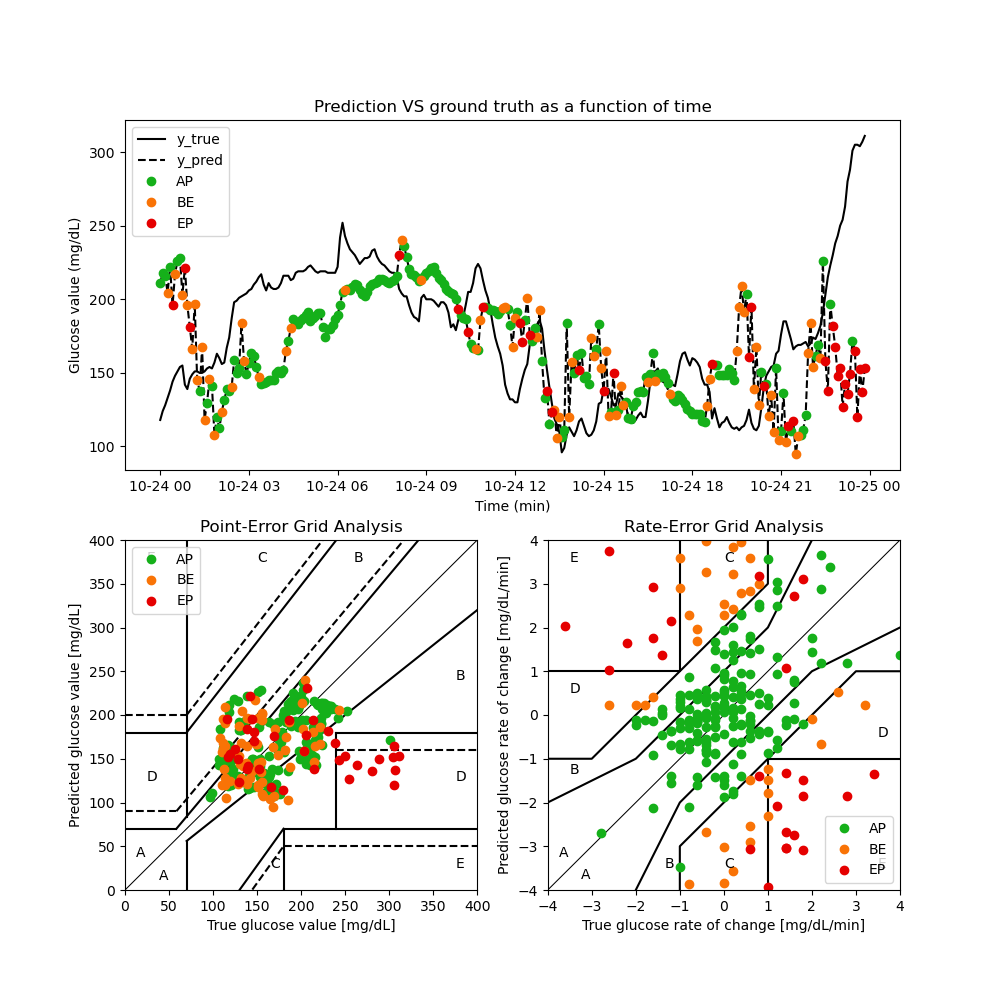 Prediction VS ground truth as a function of time
Glucose value (mg/dL)
300
250
200
150
100
y_true
y_pred
AP
BE
EP
10-24 00 10-24 03 10-24 06 10-24 09 10-24 12 10-24 15 10-24 18 10-24 21 10-25 00
Time (min)
Point-Error Grid Analysis
Predicted glucose value [mg/dL]
400
350
300
250
200
150
100
50
0
AP
BE
EP
C
B
B
D
D
A
A
C
E
0 50 100 150 200 250 300 350 400
True glucose value [mg/dL]
Rate-Error Grid Analysis
Predicted glucose rate of change [mg/dL/min]
4
3
2
1
0
−1
−2
−3
−4
E
C
D
D
B
A
A
B
C
AP
BE
EP
−4 −3 −2 −1 0 1 2 3 4
True glucose rate of change [mg/dL/min]